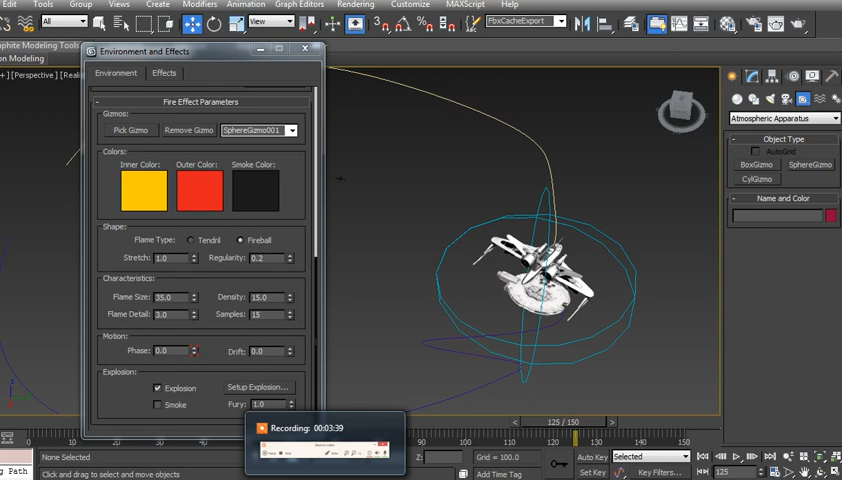 Edit Tools Group Views Create Modifiers Animation Graph Editors Rendering Customize MAXScript Help
All View FbxCacheExport
aphite Modeling Tools
on Modeling
+ ] [Perspective ] [Rea
Environment and Effects
Environment Effects
Fire Effect Parameters
Gizmos:
Pick Gizmo Remove Gizmo SphereGizmo001
Colors:
Inner Color: Outer Color: Smoke Color:
Shape:
Flame Type: Tendril Fireball
Stretch: 1.0 Regularity: 0.2
Characteristics:
Flame Size: 35.0 Density: 15.0
Flame Detail: 3.0 Samples: 15
Motion:
Phase: 0.0 Drift: 0.0
Explosion:
Explosion Setup Explosion...
Smoke Fury: 1.0
Recording: 00:03:39
Atmospheric Apparatus
Object Type
AutoGrid
BoxGizmo SphereGizmo
CylGizmo
Name and Color
125 / 150
0 10 20 30 40 90 100 110 120 130 140 150
None Selected
Click and drag to select and move objects
ing Path
Z: Grid = 100.0
Add Time Tag
Auto Key Selected
Set Key Key Filters...
125